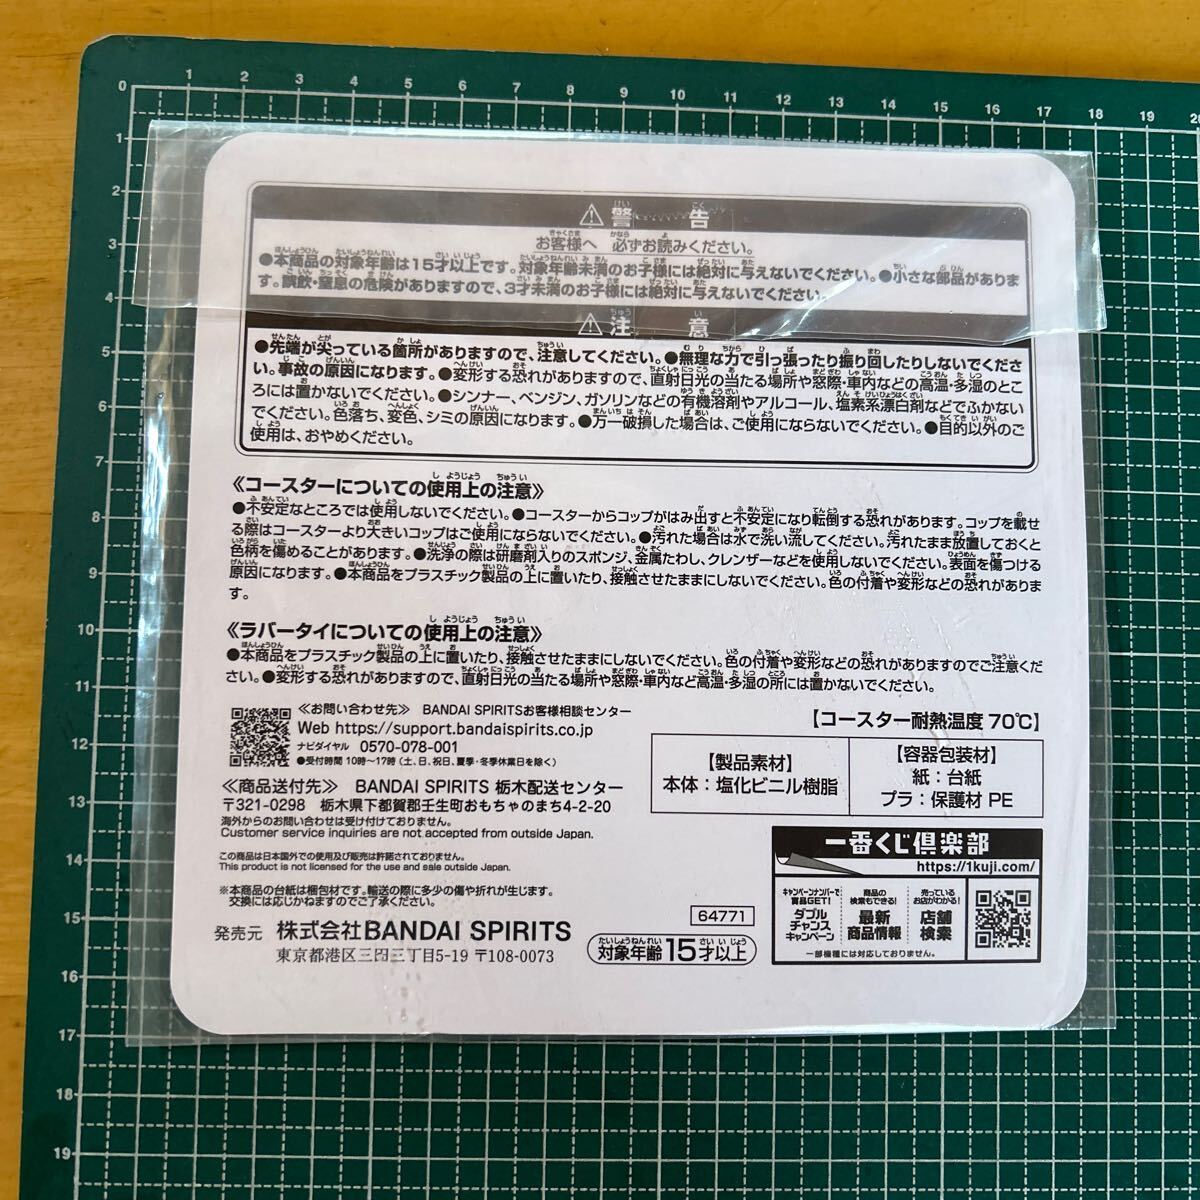 0 1 2 3 4 5 6 7 8 9 10 11 12 13 14 15 16 17 18 19 20
1
2
3
4
5
6
7
8
9
10
11
12
13
14
15
16
17
18
19
⚠警告
お客様へ 必ずお読みください。
●本商品の対象年齢は15才以上です。対象年齢未満のお子様には絶対に与えないでください。●小さな部品がありま
す。誤飲・窒息の危険がありますので、3才未満のお子様には絶対に与えないでください。
⚠注意
●先端が尖っている箇所がありますので、注意してください。●無理な力で引っ張ったり振り回したりしないでくださ
い。事故の原因になります。●変形する恐れがありますので、直射日光の当たる場所や窓際・車内などの高温・多湿のとこ
ろには置かないでください。●シンナー、ベンジン、ガソリンなどの有機溶剤やアルコール、塩素系漂白剤などでふかない
でください。色落ち、変色、シミの原因になります。●万一破損した場合は、ご使用にならないでください。●目的以外のご
使用は、おやめください。
《コースターについての使用上の注意》
●不安定なところでは使用しないでください。●コースターからコップがはみ出すと不安定になり転倒する恐れがあります。コップを載せ
る際はコースターより大きいコップはご使用にならないでください。●汚れた場合は水で洗い流してください。汚れたまま放置しておくと
色柄を傷めることがあります。●洗浄の際は研磨剤入りのスポンジ、金属たわし、クレンザーなどを使用しないでください。表面を傷つける
原因になります。●本商品をプラスチック製品の上に置いたり、接触させたままにしないでください。色の付着や変形などの恐れがありま
す。
《ラバータイについての使用上の注意》
●本商品をプラスチック製品の上に置いたり、接触させたままにしないでください。色の付着や変形などの恐れがありますのでご注意くだ
さい。●変形する恐れがありますので、直射日光の当たる場所や窓際・車内など高温・多湿の所には置かないでください。
《お問い合わせ先》 BANDAI SPIRITSお客様相談センター
Web https://support.bandaispirits.co.jp
ナビダイヤル 0570-078-001
●受付時間 10時〜17時（土、日、祝日、夏季・冬季休業日を除く）
《商品送付先》 BANDAI SPIRITS 栃木配送センター
〒321-0298 栃木県下都賀郡壬生町おもちゃのまち4-2-20
海外からのお問い合わせは受け付けておりません。
Customer service inquiries are not accepted from outside Japan.
この商品は日本国外での使用及び販売は許諾されておりません。
This product is not licensed for the use and sale outside Japan.
※本商品の台紙は梱包材です。輸送の際に多少の傷や折れが生じます。
交換には応じかねますのでご了承ください。
発売元 株式会社BANDAI SPIRITS
東京都港区三田三丁目5-19 〒108-0073
【コースター耐熱温度 70℃】
【製品素材】
本体：塩化ビニル樹脂
【容器包装材】
紙：台紙
プラ：保護材 PE
64771
対象年齢15才以上
一番くじ倶楽部
https://1kuji.com/
キャンペーンナンバーで
賞品GET!
ダブル
チャンス
キャンペーン
商品の
検索もできる!
最新
商品情報
売っている
お店がわかる!
店舗
検索
一部機種には対応しておりません。